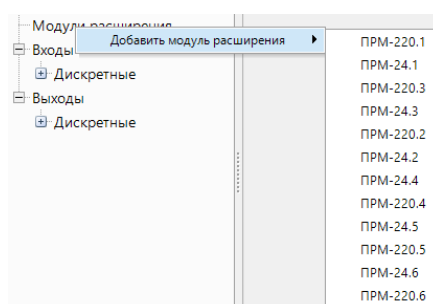 Модули расширения
Добавить модуль расширения
Входы
Дискретные
Выходы
Дискретные
ПРМ-220.1
ПРМ-24.1
ПРМ-220.3
ПРМ-24.3
ПРМ-220.2
ПРМ-24.2
ПРМ-24.4
ПРМ-220.4
ПРМ-24.5
ПРМ-220.5
ПРМ-24.6
ПРМ-220.6